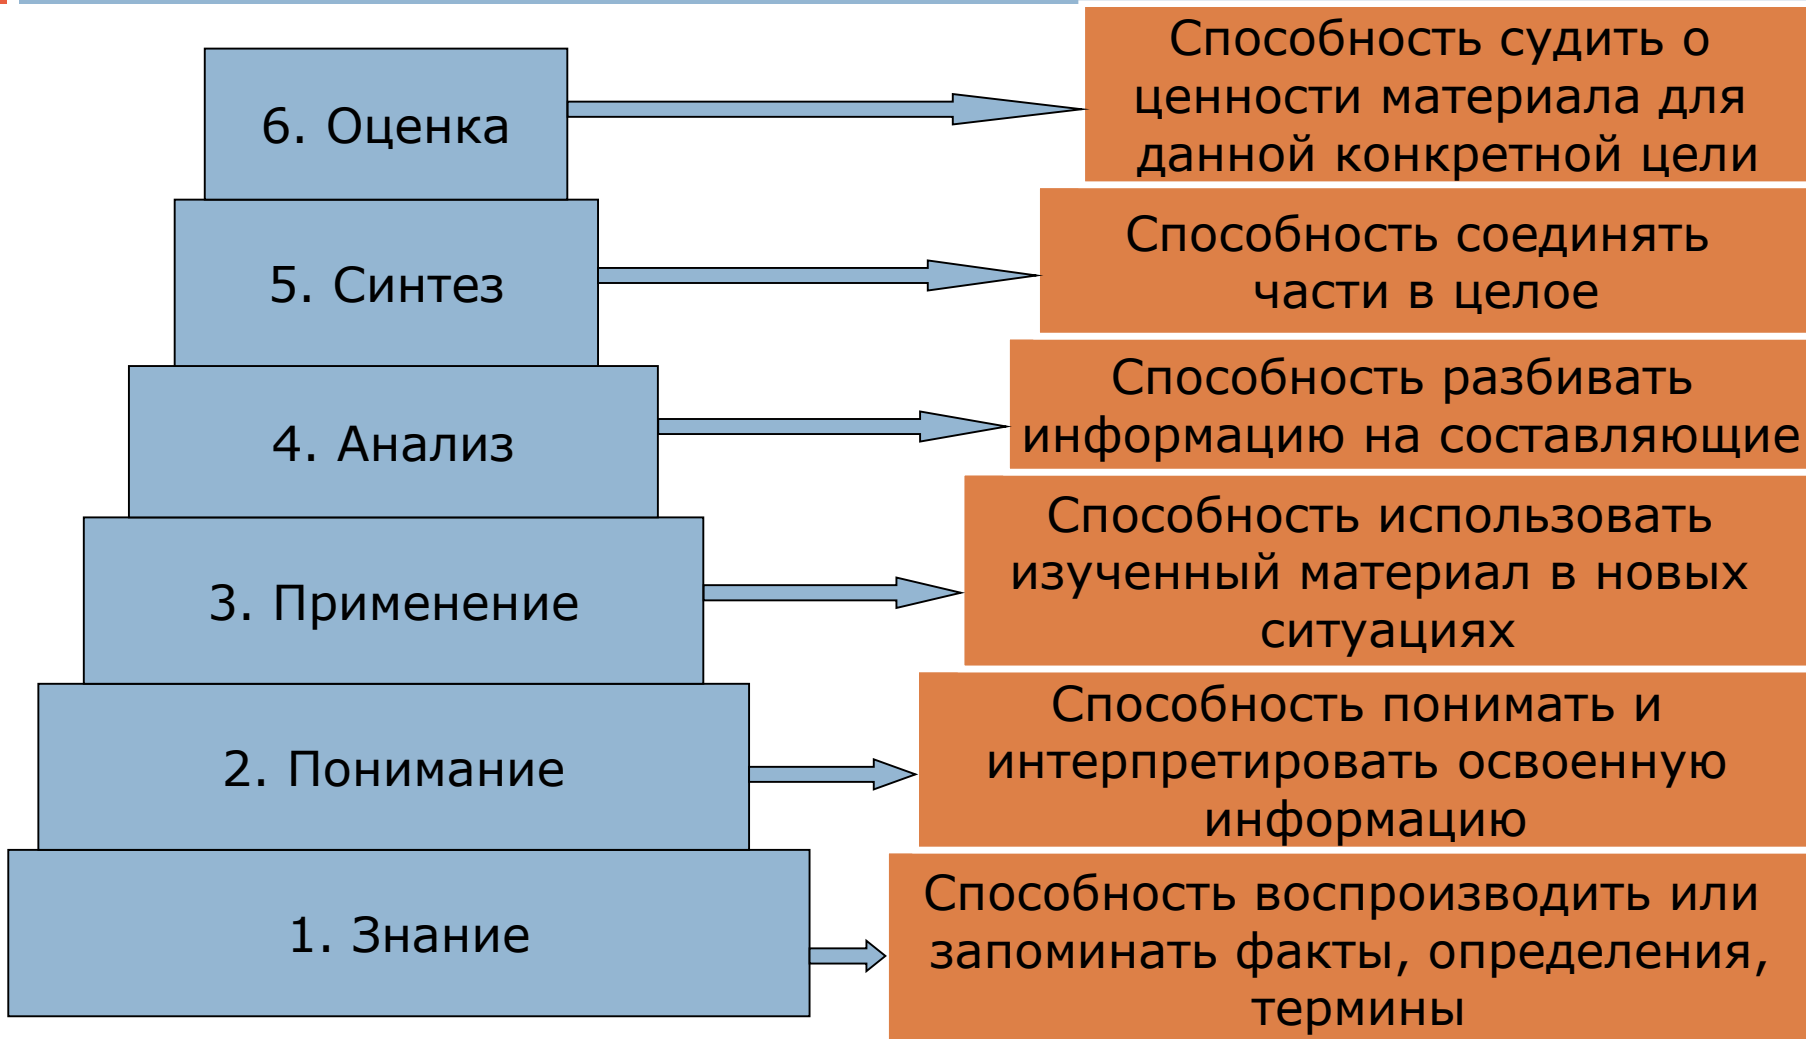 6. Оценка
Способность судить о
ценности материала для
данной конкретной цели
5. Синтез
Способность соединять
части в целое
4. Анализ
Способность разбивать
информацию на составляющие
3. Применение
Способность использовать
изученный материал в новых
ситуациях
2. Понимание
Способность понимать и
интерпретировать освоенную
информацию
1. Знание
Способность воспроизводить или
запоминать факты, определения,
термины